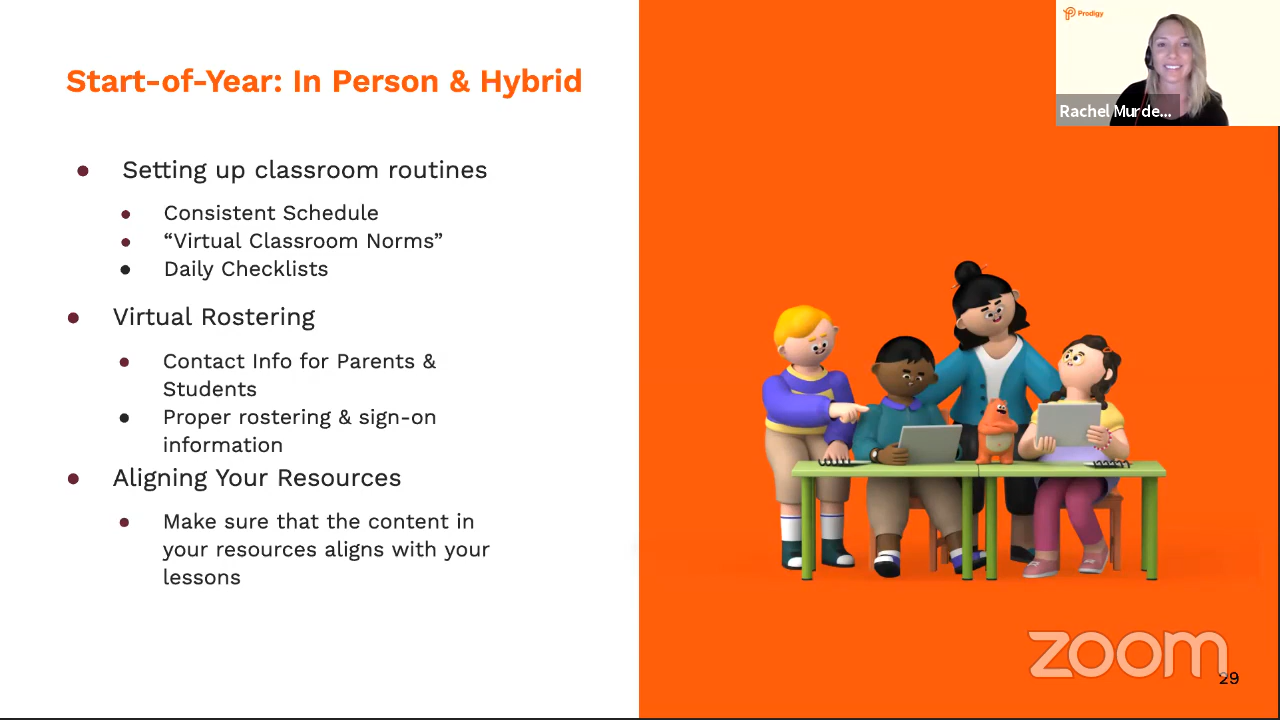 Prodigy
Rachel Murde...
Start-of-Year: In Person & Hybrid
Setting up classroom routines
Consistent Schedule
“Virtual Classroom Norms”
Daily Checklists
Virtual Rostering
Contact Info for Parents &
Students
Proper rostering & sign-on
information
Aligning Your Resources
Make sure that the content in
your resources aligns with your
lessons
zoom
29